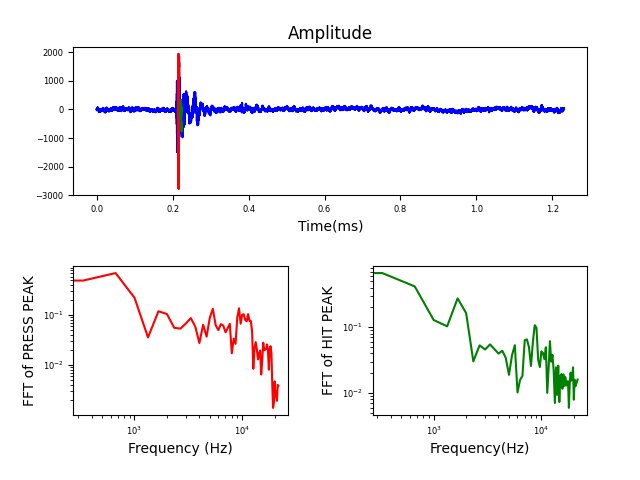 Amplitude
2000
1000
0
−1000
−2000
−3000
0.0 0.2 0.4 0.6 0.8 1.0 1.2
Time(ms)
FFT of PRESS PEAK
10⁻¹
10⁻²
10³ 10⁴
Frequency (Hz)
FFT of HIT PEAK
10⁻¹
10⁻²
10³ 10⁴
Frequency(Hz)